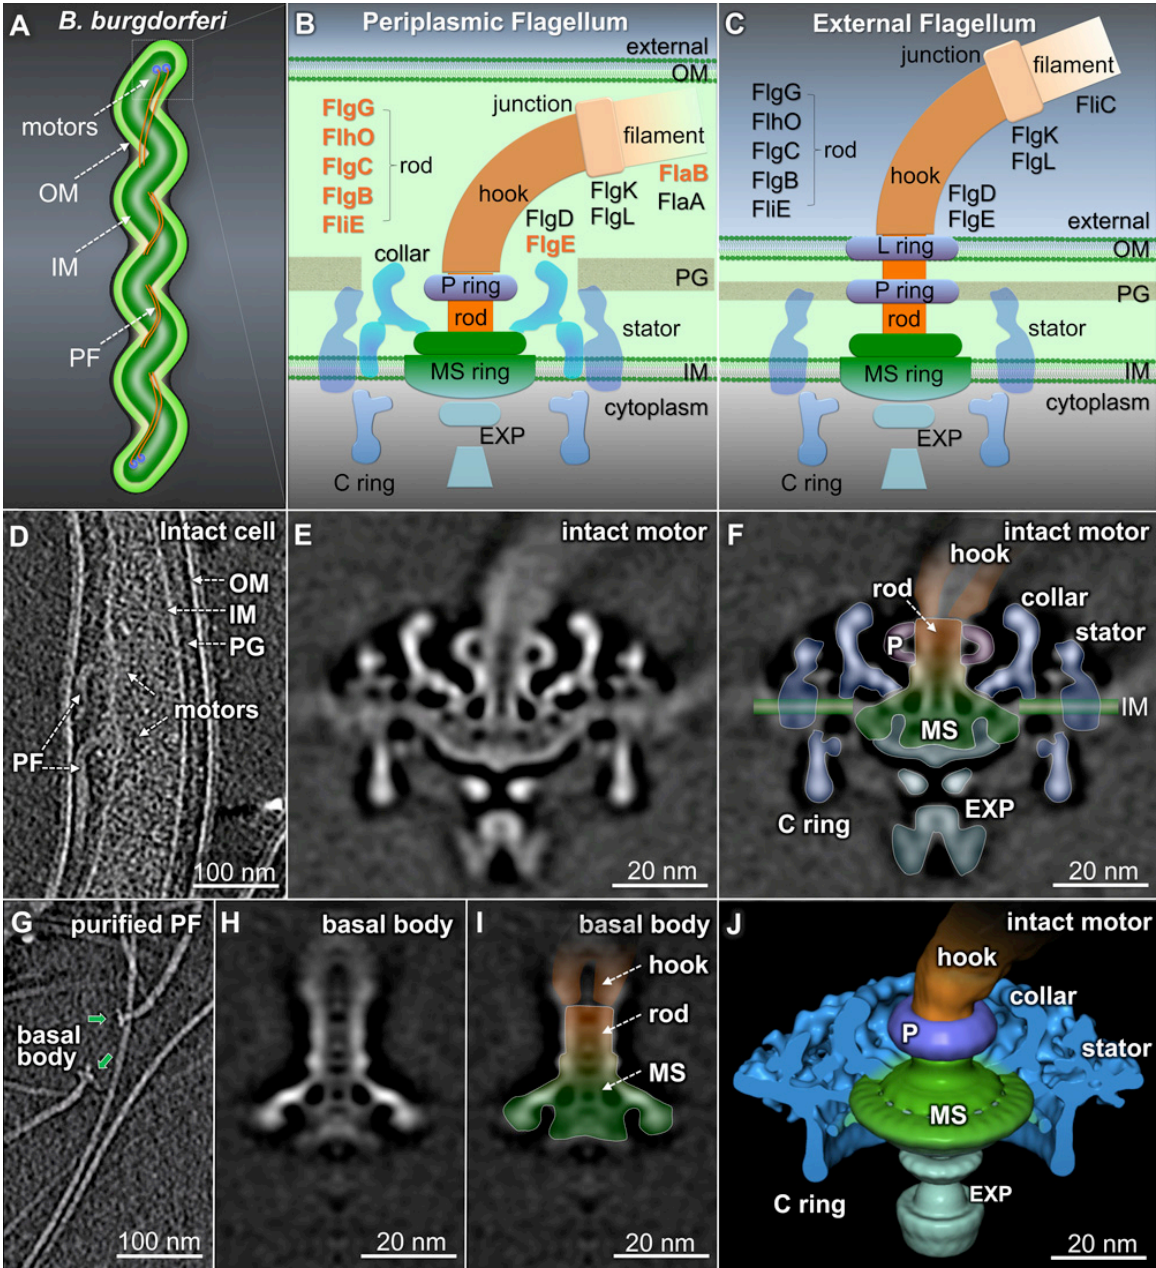 A
B. burgdorferi
motors
OM
IM
PF
B
Periplasmic Flagellum
external
OM
junction
filament
FlgG
FlhO
FlgC
FlgB
FliE
rod
hook
FlgK
FlgL
FlaB
FlaA
FlgD
FlgE
collar
P ring
PG
rod
stator
MS ring
IM
cytoplasm
EXP
C ring
C
External Flagellum
junction
filament
FliC
FlgG
FlhO
FlgC
FlgB
FliE
rod
FlgK
FlgL
hook
FlgD
FlgE
external
L ring
OM
P ring
PG
rod
stator
MS ring
IM
cytoplasm
EXP
C ring
D
Intact cell
OM
IM
PG
motors
PF
100 nm
E
intact motor
20 nm
F
intact motor
hook
rod
collar
P
stator
IM
MS
EXP
C ring
20 nm
G
purified PF
basal
body
100 nm
H
basal body
20 nm
I
basal body
hook
rod
MS
20 nm
J
intact motor
hook
collar
P
stator
MS
EXP
C ring
20 nm